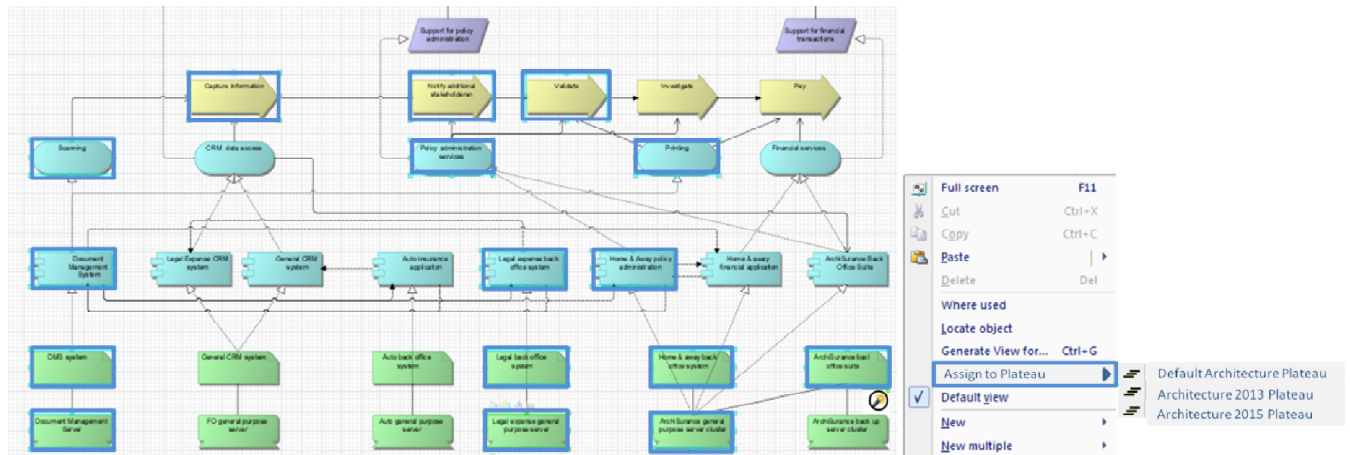 Support for policy
administration
Support for financial
transactions
Capture Information
Notify additional
stakeholders
Validate
Investigate
Pay
Scanning
CRM data access
Policy administration
services
Printing
Financial services
Document
Management
System
Legal Expense CRM
system
General CRM
system
Auto insurance
application
Legal expense back
office system
Home & Away policy
administration
Home & away
financial application
ArchiSurance Back
Office Suite
DMS system
General CRM system
Auto back office
system
Legal back office
system
Home & away back
office system
ArchiSurance back
office suite
Document Management
Server
FO general purpose
server
Auto general purpose
server
Legal expense general
purpose server
ArchiSurance general
purpose server cluster
ArchiSurance back up
server cluster
Full screen F11
Cut Ctrl+X
Copy Ctrl+C
Paste
Delete Del
Where used
Locate object
Generate View for... Ctrl+G
Assign to Plateau
Default view
New
New multiple
Default Architecture Plateau
Architecture 2013 Plateau
Architecture 2015 Plateau